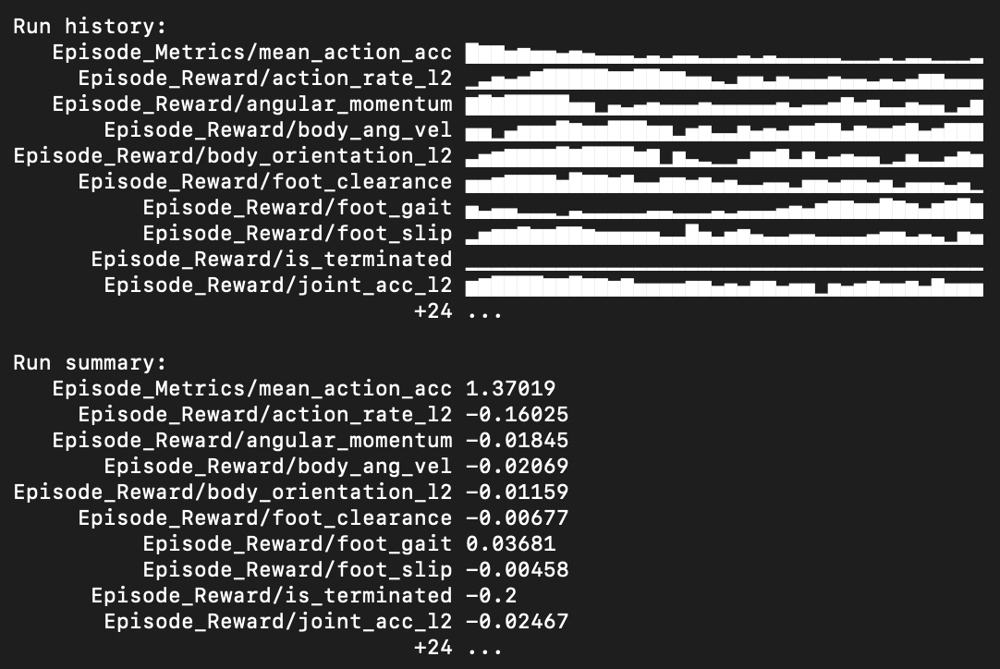 Run history:
Episode_Metrics/mean_action_acc
Episode_Reward/action_rate_l2
Episode_Reward/angular_momentum
Episode_Reward/body_ang_vel
Episode_Reward/body_orientation_l2
Episode_Reward/foot_clearance
Episode_Reward/foot_gait
Episode_Reward/foot_slip
Episode_Reward/is_terminated
Episode_Reward/joint_acc_l2
+24 ...
Run summary:
Episode_Metrics/mean_action_acc 1.37019
Episode_Reward/action_rate_l2 -0.16025
Episode_Reward/angular_momentum -0.01845
Episode_Reward/body_ang_vel -0.02069
Episode_Reward/body_orientation_l2 -0.01159
Episode_Reward/foot_clearance -0.00677
Episode_Reward/foot_gait 0.03681
Episode_Reward/foot_slip -0.00458
Episode_Reward/is_terminated -0.2
Episode_Reward/joint_acc_l2 -0.02467
+24 ...